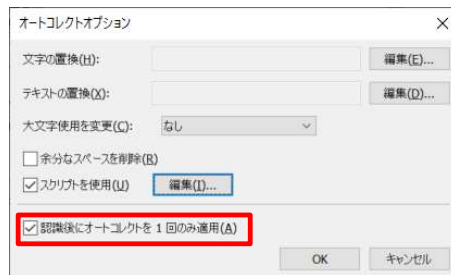 オートコレクトオプション
文字の置換(H): 編集(E)...
テキストの置換(X): 編集(D)...
大文字使用を変更(C): なし
余分なスペースを削除(R)
スクリプトを使用(U) 編集(I)...
認識後にオートコレクトを 1 回のみ適用(A)
OK キャンセル